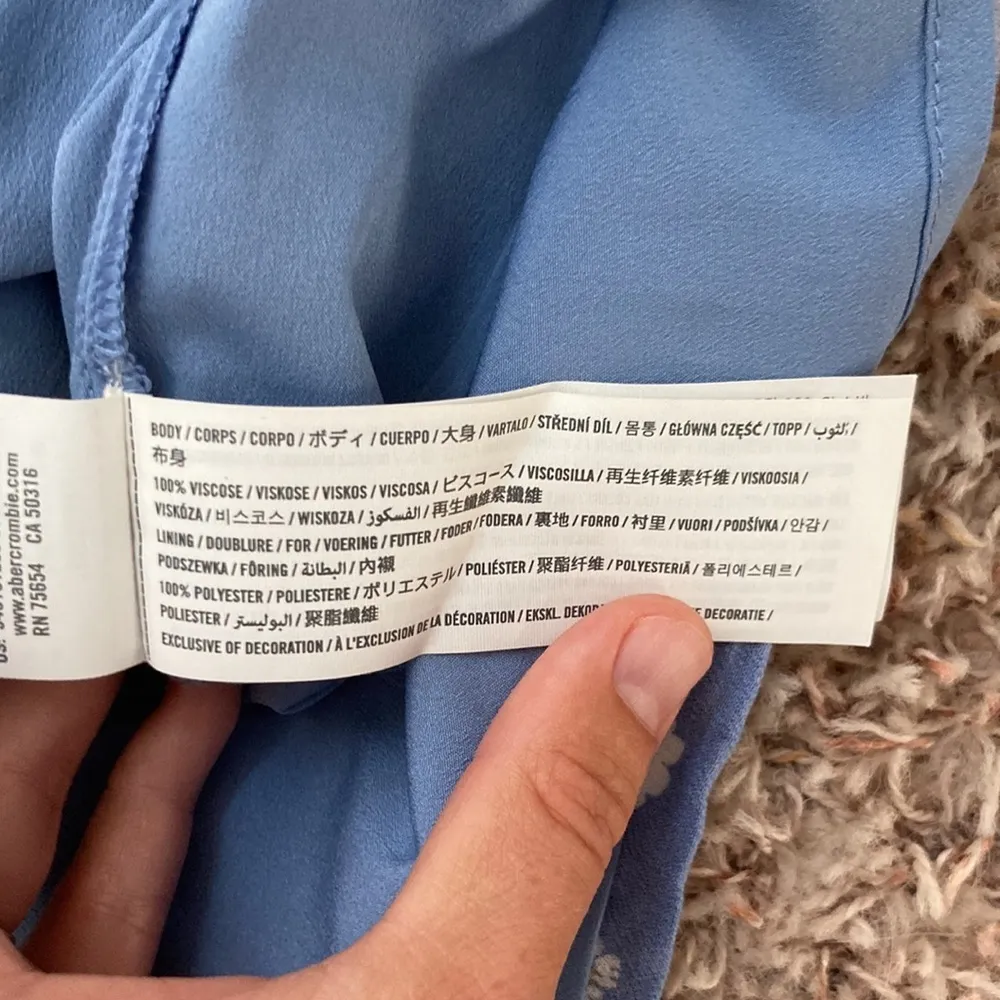 www.abercrombie.com
RN 75654 CA 50316
BODY / CORPS / CORPO / ボディ / CUERPO / 大身 / VARTALO / STŘEDNÍ DÍL / 몸통 / GŁÓWNA CZĘŚĆ / TOPP / الثوب /
布身
100% VISCOSE / VISKOSE / VISKOS / VISCOSA / ビスコース / VISCOSILLA / 再生纤维素纤维 / VISKOOSIA /
VISKÓZA / 비스코스 / WISKOZA / الفسكوز / 再生纖維素纖維
LINING / DOUBLURE / FOR / VOERING / FUTTER / FODER / FÓDERA / 裏地 / FORRO / 衬里 / VUORI / PODŠÍVKA / 안감 /
PODSZEWKA / FÔRING / البطانة / 內襯
100% POLYESTER / POLIESTERE / ポリエステル / POLIÉSTER / 聚酯纤维 / POLYESTERIÄ / 폴리에스테르 /
POLIESTER / البوليستر / 聚脂纖維
EXCLUSIVE OF DECORATION / À L'EXCLUSION DE LA DÉCORATION / EKSKL. DECORATIE /